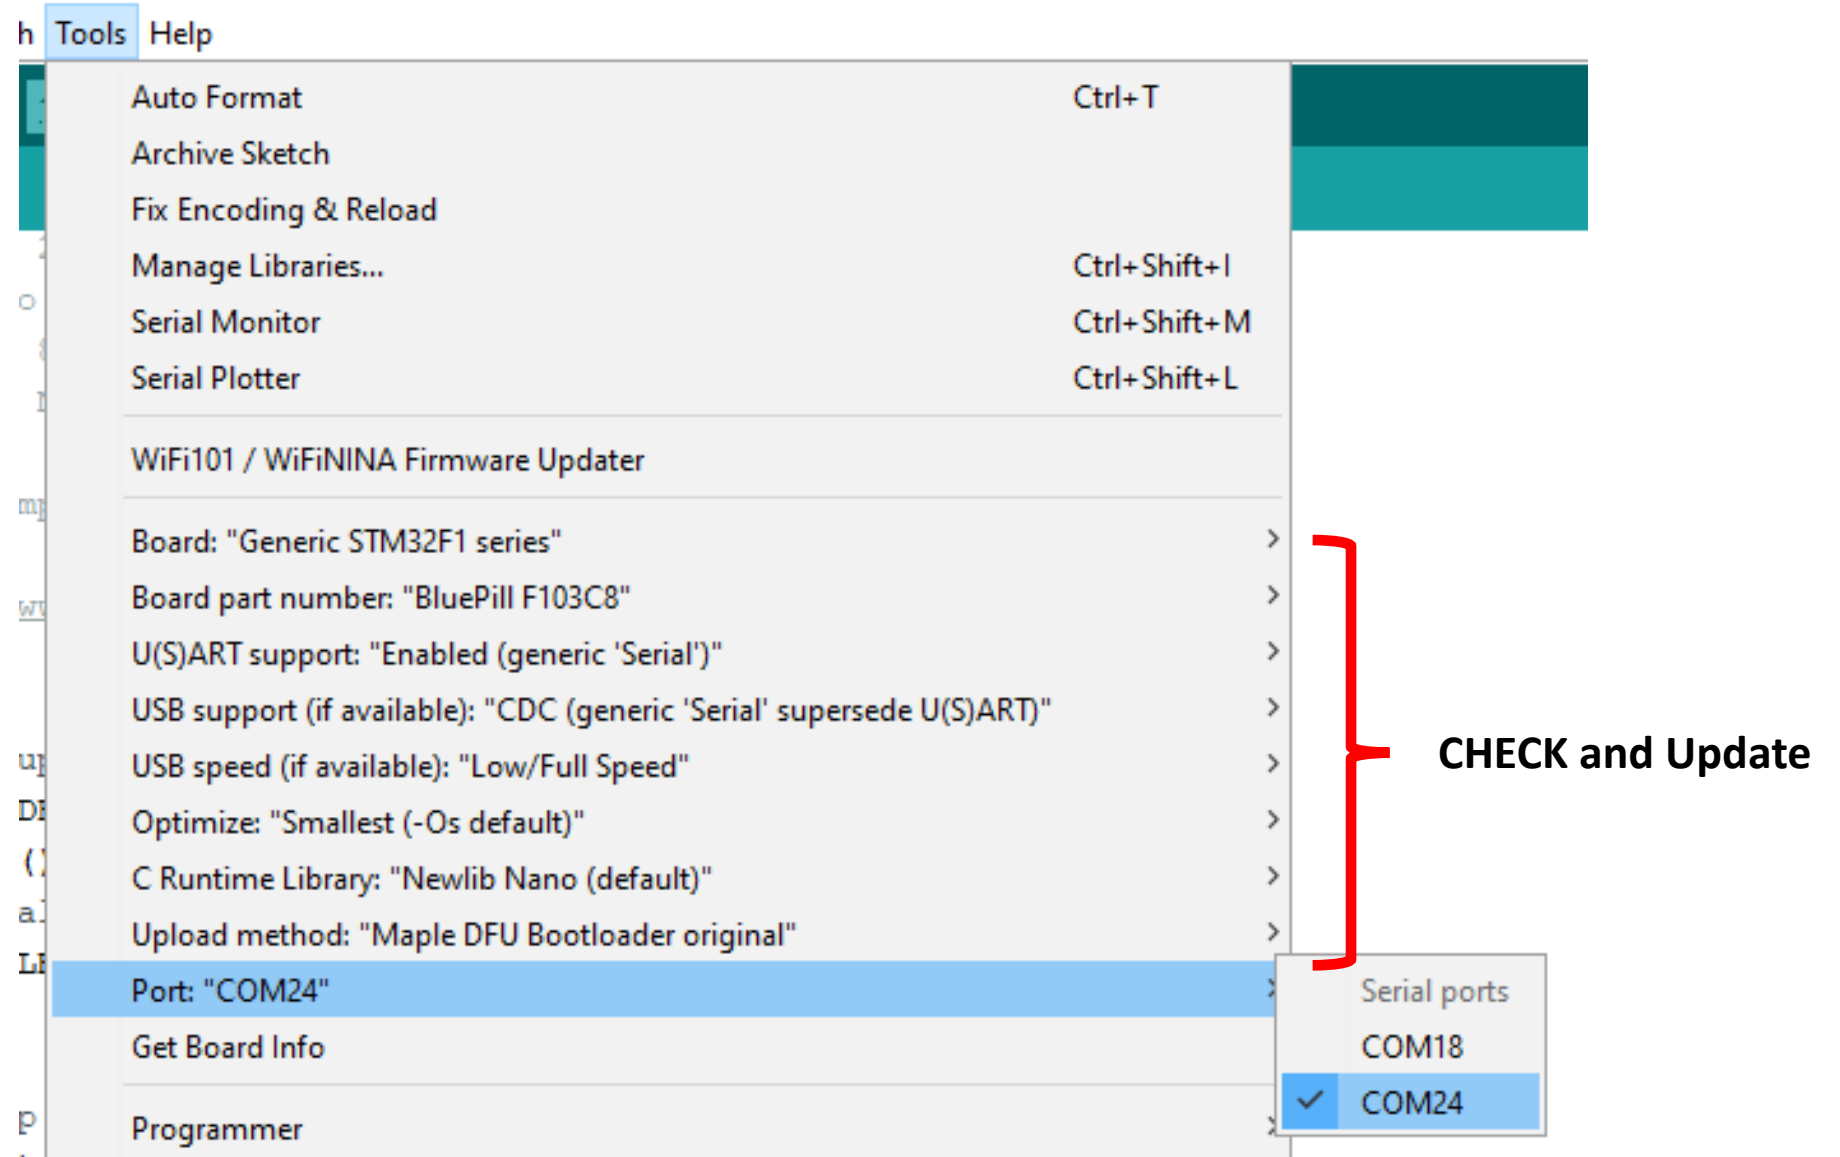 h Tools Help
Auto Format Ctrl+T
Archive Sketch
Fix Encoding & Reload
Manage Libraries... Ctrl+Shift+I
Serial Monitor Ctrl+Shift+M
Serial Plotter Ctrl+Shift+L
WiFi101 / WiFiNINA Firmware Updater
Board: "Generic STM32F1 series"
Board part number: "BluePill F103C8"
U(S)ART support: "Enabled (generic 'Serial')"
USB support (if available): "CDC (generic 'Serial' supersede U(S)ART)"
USB speed (if available): "Low/Full Speed"
Optimize: "Smallest (-Os default)"
C Runtime Library: "Newlib Nano (default)"
Upload method: "Maple DFU Bootloader original"
Port: "COM24"
Get Board Info
Programmer
Serial ports
COM18
COM24
CHECK and Update